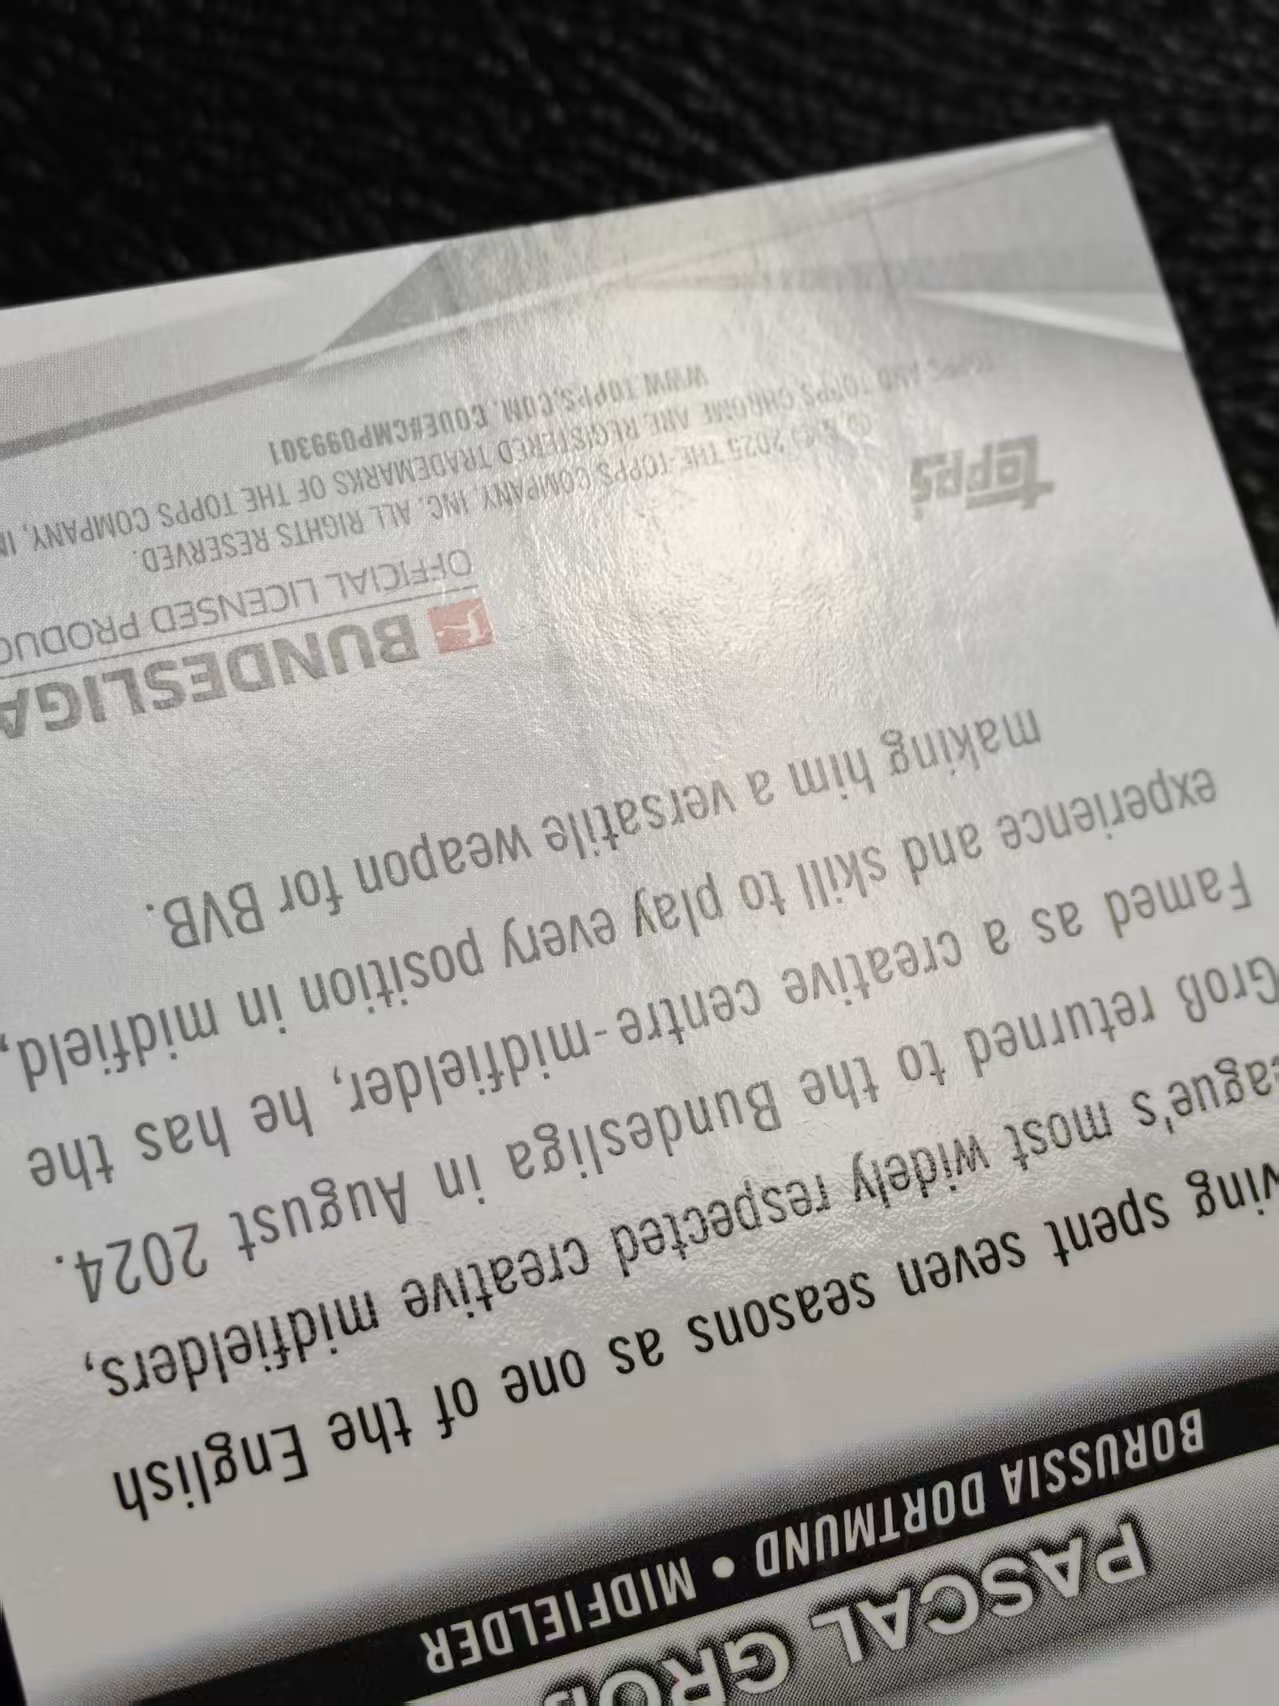 PASCAL GROß
BORUSSIA DORTMUND • MIDFIELDER
ving spent seven seasons as one of the English
eague's most widely respected creative midfielders,
Groß returned to the Bundesliga in August 2024.
Famed as a creative centre-midfielder, he has the
experience and skill to play every position in midfield,
making him a versatile weapon for BVB.
BUNDESLIGA
OFFICIAL LICENSED PRODUC
topps
® & © 2025 THE TOPPS COMPANY, INC. ALL RIGHTS RESERVED.
TOPPS AND TOPPS CHROME ARE REGISTERED TRADEMARKS OF THE TOPPS COMPANY, IN
WWW.TOPPS.COM. CODE#CMP099301